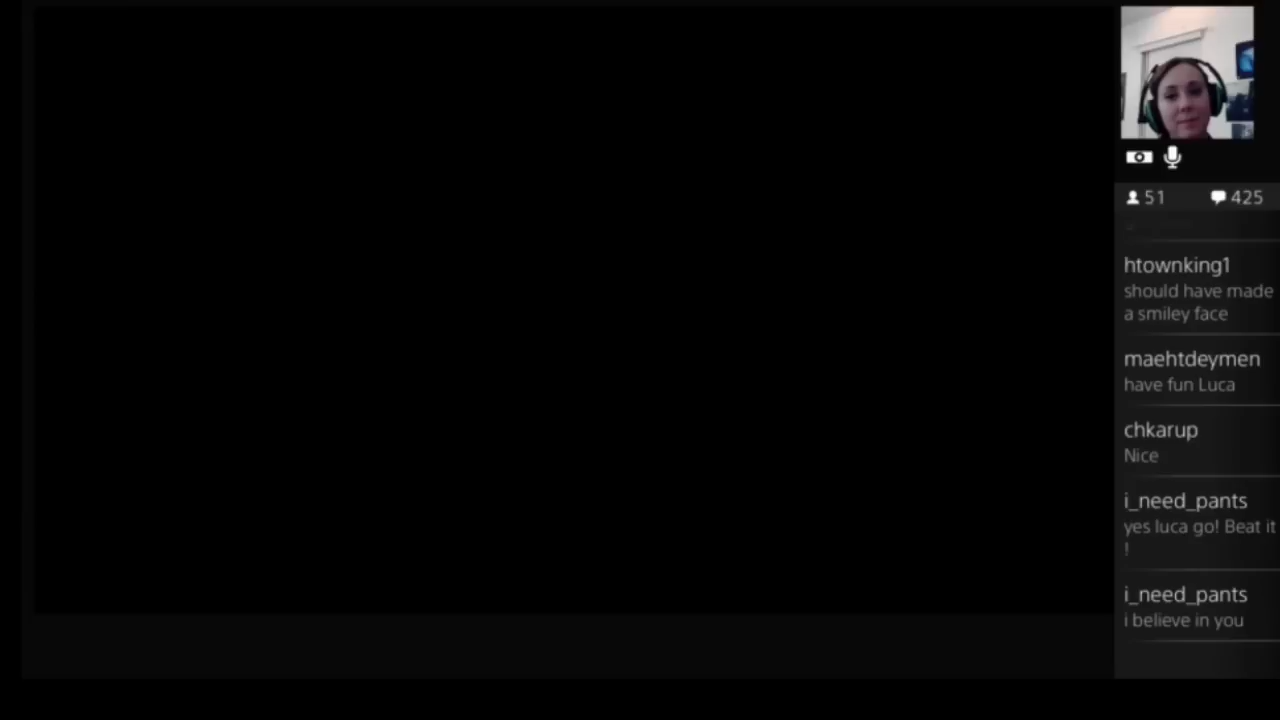 51 425
htownking1
should have made
a smiley face
maehtdeymen
have fun Luca
chkarup
Nice
i_need_pants
yes luca go! Beat it
!
i_need_pants
i believe in you